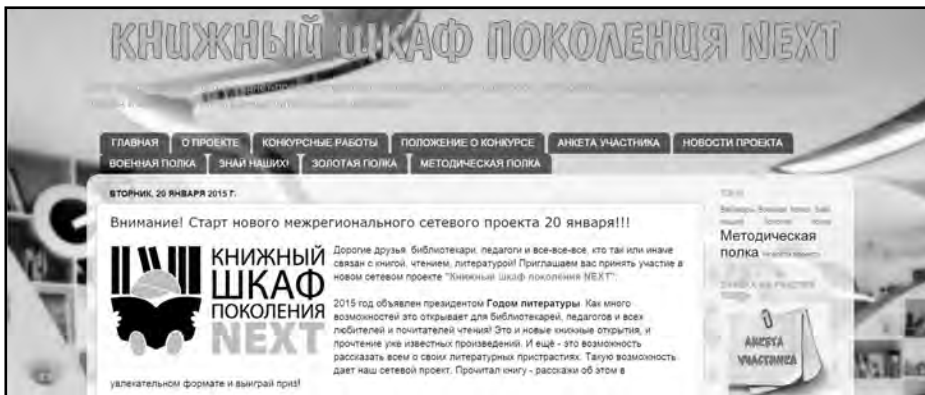 КНИЖНЫЙ ШКАФ ПОКОЛЕНИЯ NEXT
ГЛАВНАЯ О ПРОЕКТЕ КОНКУРСНЫЕ РАБОТЫ ПОЛОЖЕНИЕ О КОНКУРСЕ АНКЕТА УЧАСТНИКА НОВОСТИ ПРОЕКТА
ВОЕННАЯ ПОЛКА ЗНАЙ НАШИХ! ЗОЛОТАЯ ПОЛКА МЕТОДИЧЕСКАЯ ПОЛКА
ВТОРНИК, 20 ЯНВАРЯ 2015 Г.
Внимание! Старт нового межрегионального сетевого проекта 20 января!!!
КНИЖНЫЙ
ШКАФ
ПОКОЛЕНИЯ
NEXT
Дорогие друзья, библиотекари, педагоги и все-все-все, кто так или иначе
связан с книгой, чтением, литературой! Приглашаем вас принять участие в
новом сетевом проекте "Книжный шкаф поколения NEXT".
2015 год объявлен президентом Годом литературы. Как много
возможностей это открывает для библиотекарей, педагогов и всех
любителей и почитателей чтения! Это и новые книжные открытия, и
прочтение уже известных произведений. И ещё - это возможность
рассказать всем о своих литературных пристрастиях. Такую возможность
дает наш сетевой проект. Прочитал книгу - расскажи об этом в
увлекательном формате и выиграй приз!
Методическая
полка
АНКЕТА
УЧАСТНИКА